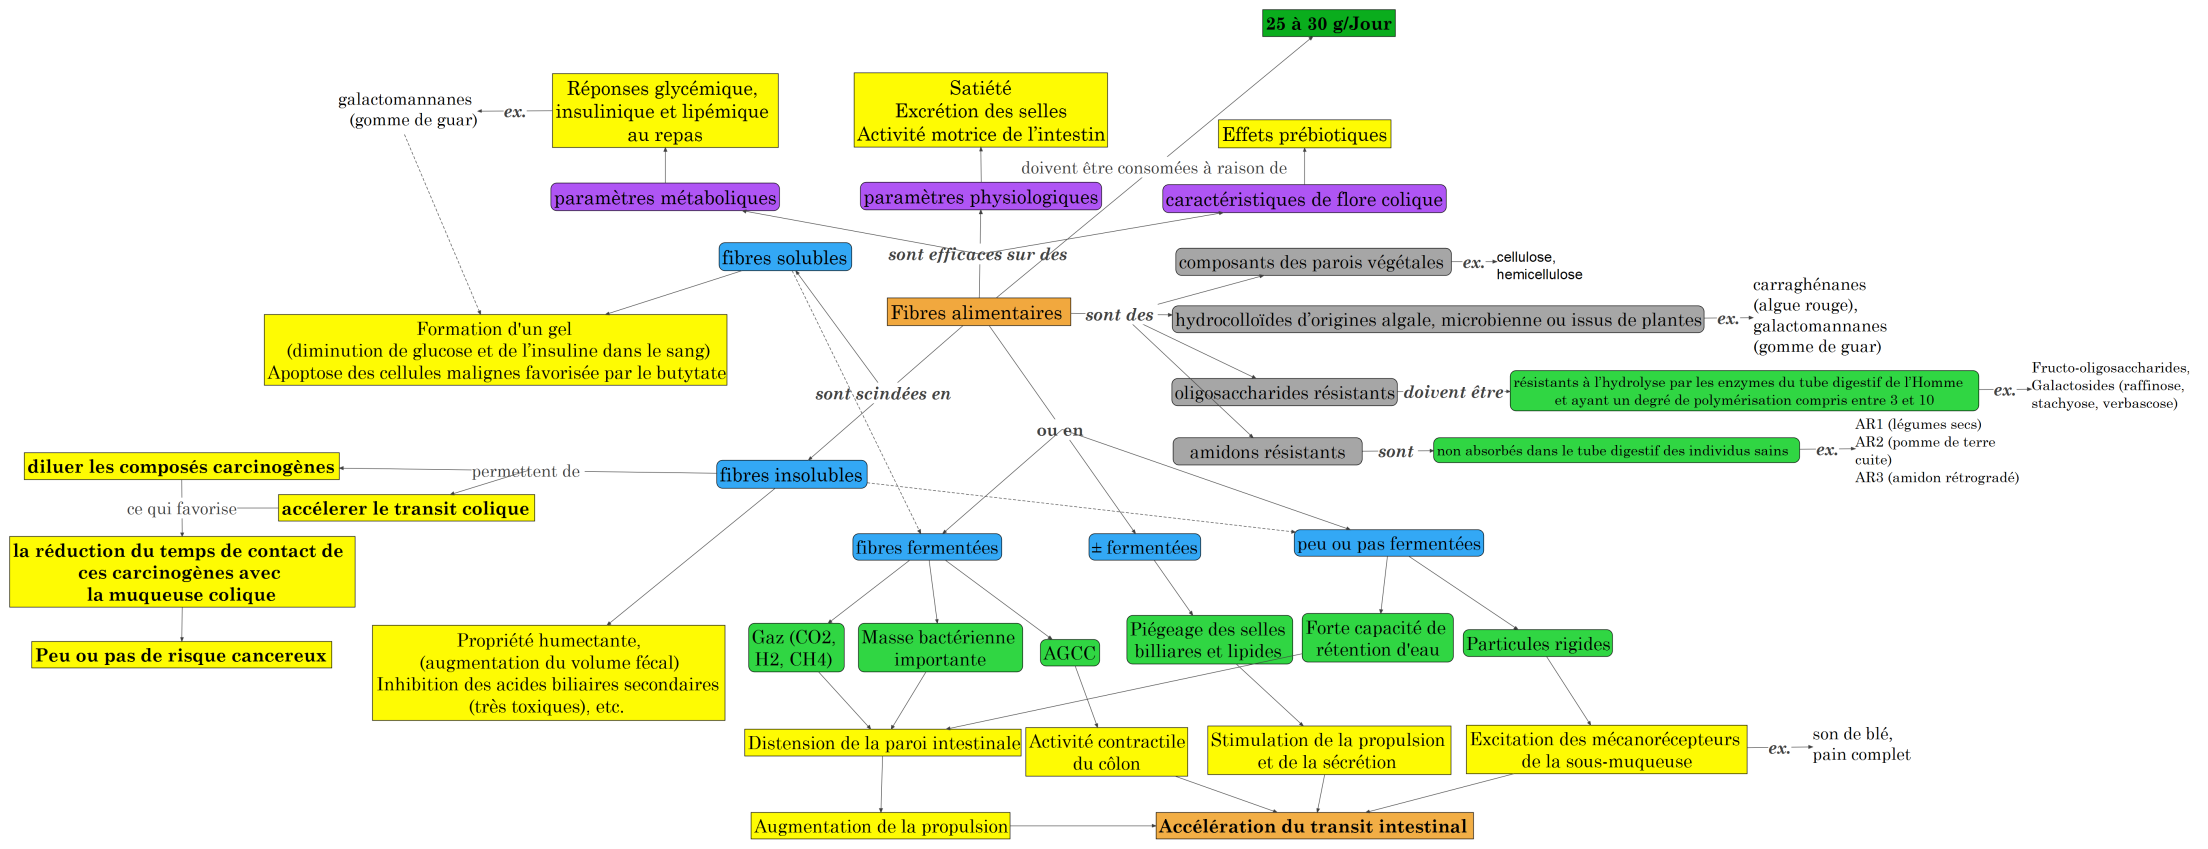 25 à 30 g/Jour
galactomannanes
(gomme de guar)
ex.
Réponses glycémique,
insulinique et lipémique
au repas
Satiété
Excrétion des selles
Activité motrice de l'intestin
Effets prébiotiques
doivent être consomées à raison de
paramètres métaboliques
paramètres physiologiques
caractéristiques de flore colique
fibres solubles
sont efficaces sur des
composants des parois végétales
ex.
cellulose,
hemicellulose
Fibres alimentaires
sont des
hydrocolloïdes d'origines algale, microbienne ou issus de plantes
ex.
carraghénanes
(algue rouge),
galactomannanes
(gomme de guar)
Formation d'un gel
(diminution de glucose et de l'insuline dans le sang)
Apoptose des cellules malignes favorisée par le butytate
sont scindées en
oligosaccharides résistants
doivent être
résistants à l'hydrolyse par les enzymes du tube digestif de l'Homme
et ayant un degré de polymérisation compris entre 3 et 10
ex.
Fructo-oligosaccharides,
Galactosides (raffinose,
stachyose, verbascose)
ou en
amidons résistants
sont
non absorbés dans le tube digestif des individus sains
ex.
AR1 (légumes secs)
AR2 (pomme de terre
cuite)
AR3 (amidon rétrogradé)
diluer les composés carcinogènes
permettent de
fibres insolubles
ce qui favorise
accélerer le transit colique
la réduction du temps de contact de
ces carcinogènes avec
la muqueuse colique
Peu ou pas de risque cancereux
fibres fermentées
± fermentées
peu ou pas fermentées
Propriété humectante,
(augmentation du volume fécal)
Inhibition des acides biliaires secondaires
(très toxiques), etc.
Gaz (CO2,
H2, CH4)
Masse bactérienne
importante
AGCC
Piégeage des selles
billiares et lipides
Forte capacité de
rétention d'eau
Particules rigides
Distension de la paroi intestinale
Activité contractile
du côlon
Stimulation de la propulsion
et de la sécrétion
Excitation des mécanorécepteurs
de la sous-muqueuse
ex.
son de blé,
pain complet
Augmentation de la propulsion
Accélération du transit intestinal